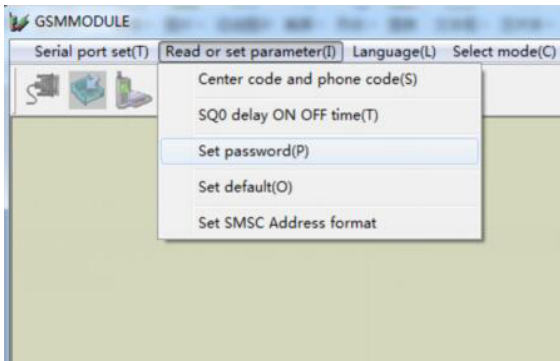 GSMMODULE
Serial port set(T) Read or set parameter(I) Language(L) Select mode(C)
Center code and phone code(S)
SQ0 delay ON OFF time(T)
Set password(P)
Set default(O)
Set SMSC Address format